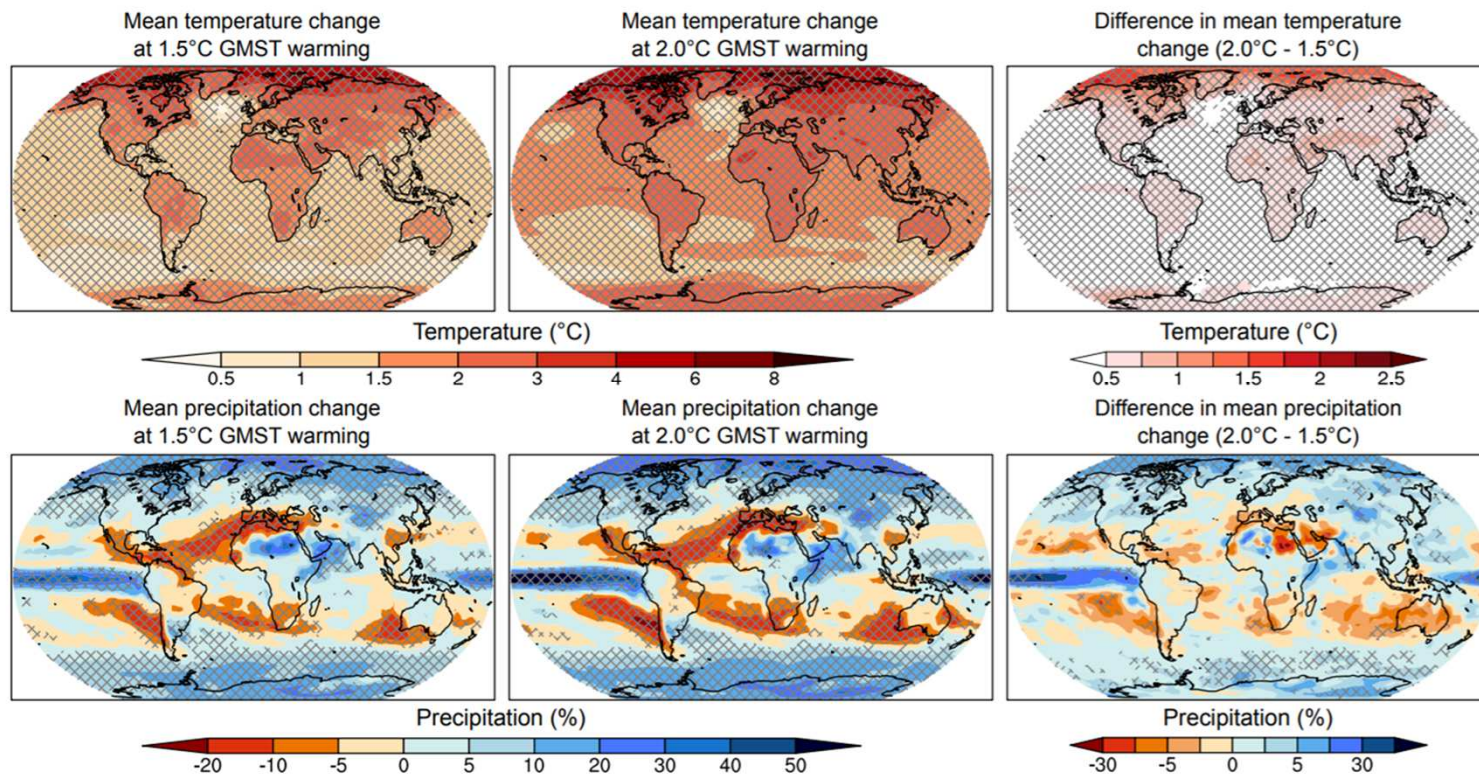 Mean temperature change
at 1.5°C GMST warming
Mean temperature change
at 2.0°C GMST warming
Difference in mean temperature
change (2.0°C - 1.5°C)
Temperature (°C)
0.5 1 1.5 2 3 4 6 8
Temperature (°C)
0.5 1 1.5 2 2.5
Mean precipitation change
at 1.5°C GMST warming
Mean precipitation change
at 2.0°C GMST warming
Difference in mean precipitation
change (2.0°C - 1.5°C)
Precipitation (%)
-20 -10 -5 0 5 10 20 30 40 50
Precipitation (%)
-30 -5 0 5 30